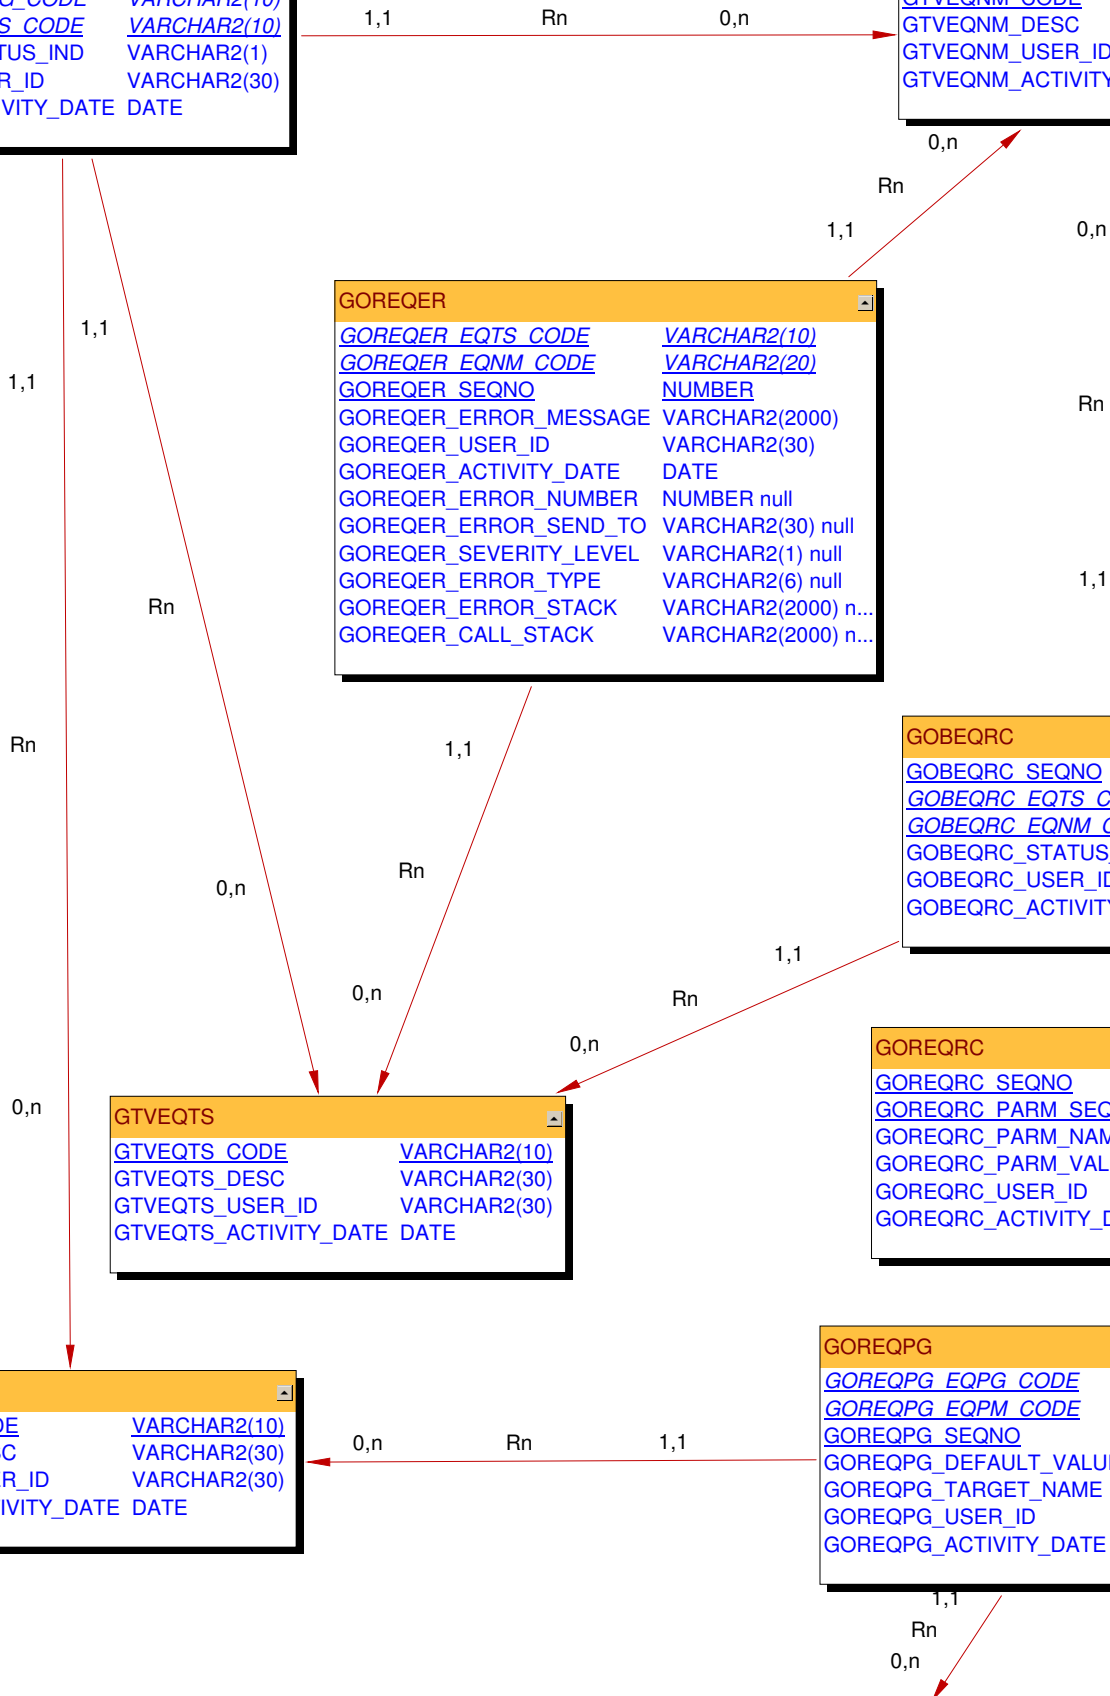 VARCHAR2(10)
S_CODE VARCHAR2(10)
TUS_IND VARCHAR2(1)
R_ID VARCHAR2(30)
VITY_DATE DATE
1,1 Rn 0,n
GTVEQNM_CODE
GTVEQNM_DESC
GTVEQNM_USER_ID
GTVEQNM_ACTIVITY
0,n
Rn
1,1
0,n
Rn
1,1
GOREQER
GOREQER_EQTS_CODE VARCHAR2(10)
GOREQER_EQNM_CODE VARCHAR2(20)
GOREQER_SEQNO NUMBER
GOREQER_ERROR_MESSAGE VARCHAR2(2000)
GOREQER_USER_ID VARCHAR2(30)
GOREQER_ACTIVITY_DATE DATE
GOREQER_ERROR_NUMBER NUMBER null
GOREQER_ERROR_SEND_TO VARCHAR2(30) null
GOREQER_SEVERITY_LEVEL VARCHAR2(1) null
GOREQER_ERROR_TYPE VARCHAR2(6) null
GOREQER_ERROR_STACK VARCHAR2(2000) n...
GOREQER_CALL_STACK VARCHAR2(2000) n...
1,1
Rn
0,n
1,1
Rn
0,n
1,1
Rn
0,n
GOBEQRC
GOBEQRC_SEQNO
GOBEQRC_EQTS_C
GOBEQRC_EQNM_C
GOBEQRC_STATUS_
GOBEQRC_USER_ID
GOBEQRC_ACTIVITY
1,1
Rn
0,n
GOREQRC
GOREQRC_SEQNO
GOREQRC_PARM_SEQ
GOREQRC_PARM_NAM
GOREQRC_PARM_VAL
GOREQRC_USER_ID
GOREQRC_ACTIVITY_D
GTVEQTS
GTVEQTS_CODE VARCHAR2(10)
GTVEQTS_DESC VARCHAR2(30)
GTVEQTS_USER_ID VARCHAR2(30)
GTVEQTS_ACTIVITY_DATE DATE
DE VARCHAR2(10)
SC VARCHAR2(30)
R_ID VARCHAR2(30)
IVITY_DATE DATE
0,n Rn 1,1
GOREQPG
GOREQPG_EQPG_CODE
GOREQPG_EQPM_CODE
GOREQPG_SEQNO
GOREQPG_DEFAULT_VALUE
GOREQPG_TARGET_NAME
GOREQPG_USER_ID
GOREQPG_ACTIVITY_DATE
1,1
Rn
0,n